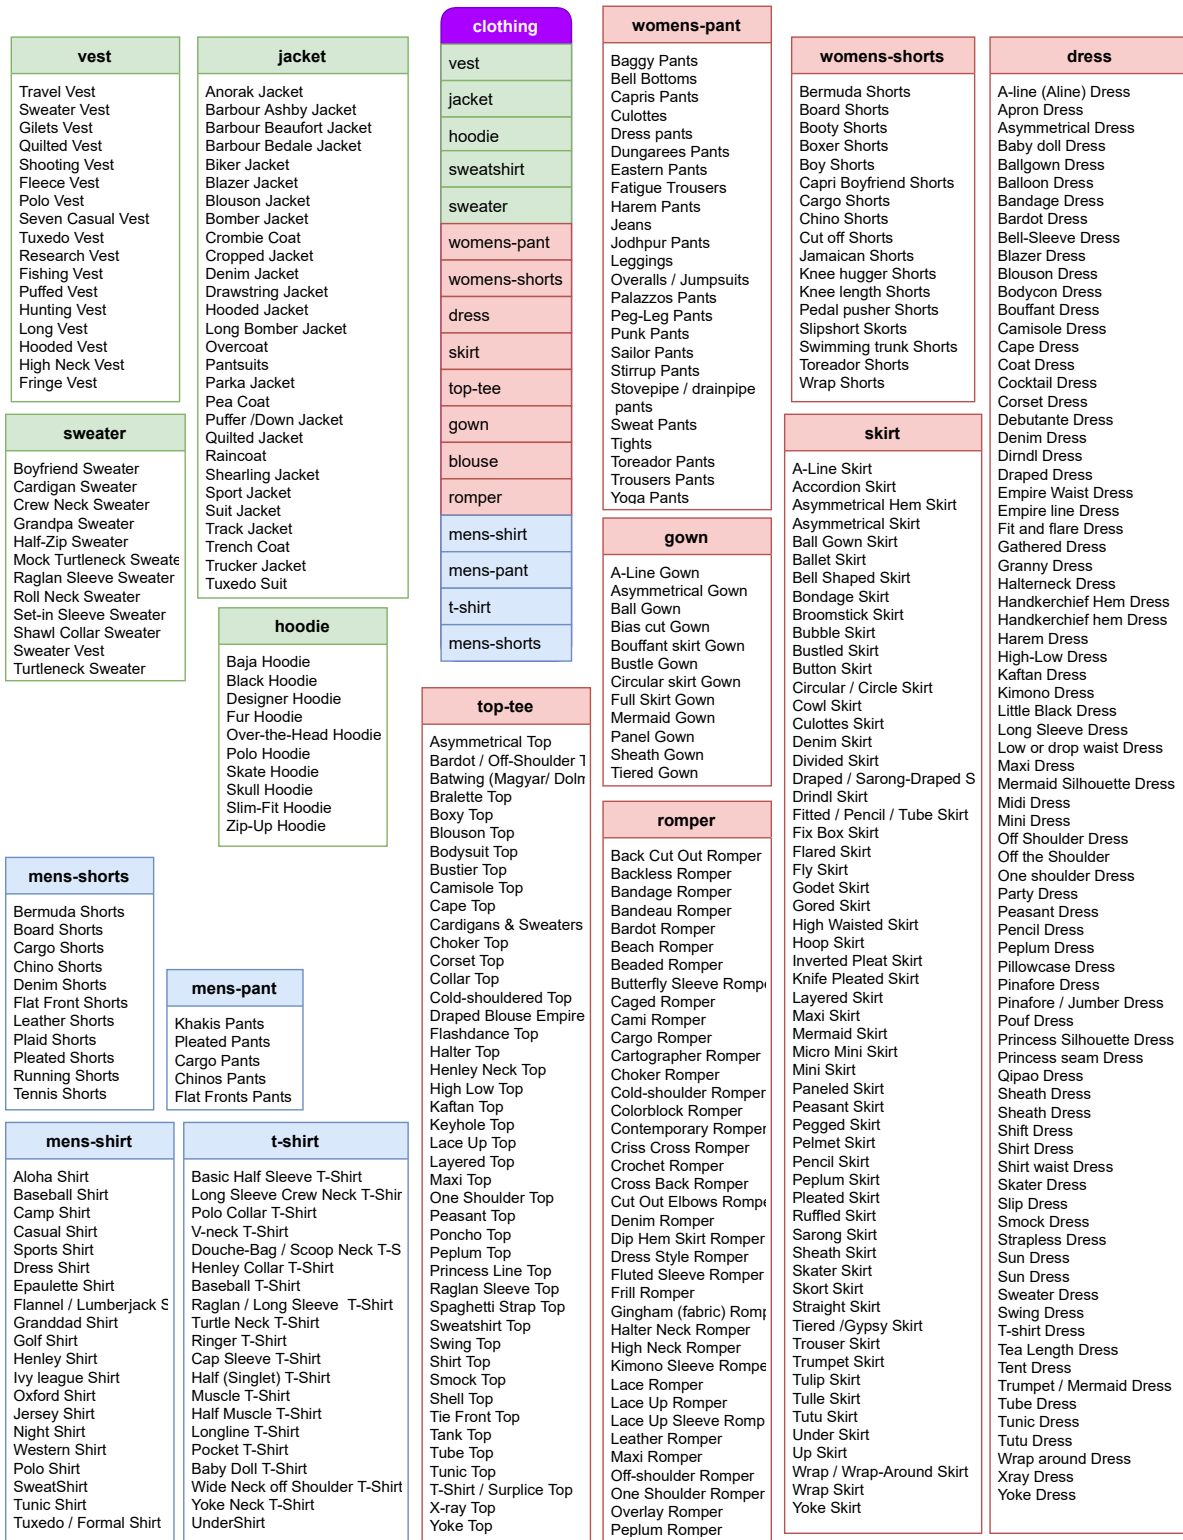 vest
Travel Vest
Sweater Vest
Gilets Vest
Quilted Vest
Shooting Vest
Fleece Vest
Polo Vest
Seven Casual Vest
Tuxedo Vest
Research Vest
Fishing Vest
Puffed Vest
Hunting Vest
Long Vest
Hooded Vest
High Neck Vest
Fringe Vest
sweater
Boyfriend Sweater
Cardigan Sweater
Crew Neck Sweater
Grandpa Sweater
Half-Zip Sweater
Mock Turtleneck Sweate
Raglan Sleeve Sweater
Roll Neck Sweater
Set-in Sleeve Sweater
Shawl Collar Sweater
Sweater Vest
Turtleneck Sweater
jacket
Anorak Jacket
Barbour Ashby Jacket
Barbour Beaufort Jacket
Barbour Bedale Jacket
Biker Jacket
Blazer Jacket
Blouson Jacket
Bomber Jacket
Crombie Coat
Cropped Jacket
Denim Jacket
Drawstring Jacket
Hooded Jacket
Long Bomber Jacket
Overcoat
Pantsuits
Parka Jacket
Pea Coat
Puffer /Down Jacket
Quilted Jacket
Raincoat
Shearling Jacket
Sport Jacket
Suit Jacket
Track Jacket
Trench Coat
Trucker Jacket
Tuxedo Suit
hoodie
Baja Hoodie
Black Hoodie
Designer Hoodie
Fur Hoodie
Over-the-Head Hoodie
Polo Hoodie
Skate Hoodie
Skull Hoodie
Slim-Fit Hoodie
Zip-Up Hoodie
mens-shorts
Bermuda Shorts
Board Shorts
Cargo Shorts
Chino Shorts
Denim Shorts
Flat Front Shorts
Leather Shorts
Plaid Shorts
Pleated Shorts
Running Shorts
Tennis Shorts
mens-pant
Khakis Pants
Pleated Pants
Cargo Pants
Chinos Pants
Flat Fronts Pants
mens-shirt
Aloha Shirt
Baseball Shirt
Camp Shirt
Casual Shirt
Sports Shirt
Dress Shirt
Epaulette Shirt
Flannel / Lumberjack S
Granddad Shirt
Golf Shirt
Henley Shirt
Ivy league Shirt
Oxford Shirt
Jersey Shirt
Night Shirt
Western Shirt
Polo Shirt
SweatShirt
Tunic Shirt
Tuxedo / Formal Shirt
t-shirt
Basic Half Sleeve T-Shirt
Long Sleeve Crew Neck T-Shir
Polo Collar T-Shirt
V-neck T-Shirt
Douche-Bag / Scoop Neck T-S
Henley Collar T-Shirt
Baseball T-Shirt
Raglan / Long Sleeve  T-Shirt
Turtle Neck T-Shirt
Ringer T-Shirt
Cap Sleeve T-Shirt
Half (Singlet) T-Shirt
Muscle T-Shirt
Half Muscle T-Shirt
Longline T-Shirt
Pocket T-Shirt
Baby Doll T-Shirt
Wide Neck off Shoulder T-Shirt
Yoke Neck T-Shirt
UnderShirt
clothing
vest
jacket
hoodie
sweatshirt
sweater
womens-pant
womens-shorts
dress
skirt
top-tee
gown
blouse
romper
mens-shirt
mens-pant
t-shirt
mens-shorts
top-tee
Asymmetrical Top
Bardot / Off-Shoulder T
Batwing (Magyar/ Dolm
Bralette Top
Boxy Top
Blouson Top
Bodysuit Top
Bustier Top
Camisole Top
Cape Top
Cardigans & Sweaters
Choker Top
Corset Top
Collar Top
Cold-shouldered Top
Draped Blouse Empire
Flashdance Top
Halter Top
Henley Neck Top
High Low Top
Kaftan Top
Keyhole Top
Lace Up Top
Layered Top
Maxi Top
One Shoulder Top
Peasant Top
Poncho Top
Peplum Top
Princess Line Top
Raglan Sleeve Top
Spaghetti Strap Top
Sweatshirt Top
Swing Top
Shirt Top
Smock Top
Shell Top
Tie Front Top
Tank Top
Tube Top
Tunic Top
T-Shirt / Surplice Top
X-ray Top
Yoke Top
womens-pant
Baggy Pants
Bell Bottoms
Capris Pants
Culottes
Dress pants
Dungarees Pants
Eastern Pants
Fatigue Trousers
Harem Pants
Jeans
Jodhpur Pants
Leggings
Overalls / Jumpsuits
Palazzos Pants
Peg-Leg Pants
Punk Pants
Sailor Pants
Stirrup Pants
Stovepipe / drainpipe
pants
Sweat Pants
Tights
Toreador Pants
Trousers Pants
Yoga Pants
gown
A-Line Gown
Asymmetrical Gown
Ball Gown
Bias cut Gown
Bouffant skirt Gown
Bustle Gown
Circular skirt Gown
Full Skirt Gown
Mermaid Gown
Panel Gown
Sheath Gown
Tiered Gown
romper
Back Cut Out Romper
Backless Romper
Bandage Romper
Bandeau Romper
Bardot Romper
Beach Romper
Beaded Romper
Butterfly Sleeve Rompe
Caged Romper
Cami Romper
Cargo Romper
Cartographer Romper
Choker Romper
Cold-shoulder Romper
Colorblock Romper
Contemporary Romper
Criss Cross Romper
Crochet Romper
Cross Back Romper
Cut Out Elbows Rompe
Denim Romper
Dip Hem Skirt Romper
Dress Style Romper
Fluted Sleeve Romper
Frill Romper
Gingham (fabric) Romp
Halter Neck Romper
High Neck Romper
Kimono Sleeve Rompe
Lace Romper
Lace Up Romper
Lace Up Sleeve Romp
Leather Romper
Maxi Romper
Off-shoulder Romper
One Shoulder Romper
Overlay Romper
Peplum Romper
womens-shorts
Bermuda Shorts
Board Shorts
Booty Shorts
Boxer Shorts
Boy Shorts
Capri Boyfriend Shorts
Cargo Shorts
Chino Shorts
Cut off Shorts
Jamaican Shorts
Knee hugger Shorts
Knee length Shorts
Pedal pusher Shorts
Slipshort Skorts
Swimming trunk Shorts
Toreador Shorts
Wrap Shorts
skirt
A-Line Skirt
Accordion Skirt
Asymmetrical Hem Skirt
Asymmetrical Skirt
Ball Gown Skirt
Ballet Skirt
Bell Shaped Skirt
Bondage Skirt
Broomstick Skirt
Bubble Skirt
Bustled Skirt
Button Skirt
Circular / Circle Skirt
Cowl Skirt
Culottes Skirt
Denim Skirt
Divided Skirt
Draped / Sarong-Draped S
Drindl Skirt
Fitted / Pencil / Tube Skirt
Fix Box Skirt
Flared Skirt
Fly Skirt
Godet Skirt
Gored Skirt
High Waisted Skirt
Hoop Skirt
Inverted Pleat Skirt
Knife Pleated Skirt
Layered Skirt
Maxi Skirt
Mermaid Skirt
Micro Mini Skirt
Mini Skirt
Paneled Skirt
Peasant Skirt
Pegged Skirt
Pelmet Skirt
Pencil Skirt
Peplum Skirt
Pleated Skirt
Ruffled Skirt
Sarong Skirt
Sheath Skirt
Skater Skirt
Skort Skirt
Straight Skirt
Tiered /Gypsy Skirt
Trouser Skirt
Trumpet Skirt
Tulip Skirt
Tulle Skirt
Tutu Skirt
Under Skirt
Up Skirt
Wrap / Wrap-Around Skirt
Wrap Skirt
Yoke Skirt
dress
A-line (Aline) Dress
Apron Dress
Asymmetrical Dress
Baby doll Dress
Ballgown Dress
Balloon Dress
Bandage Dress
Bardot Dress
Bell-Sleeve Dress
Blazer Dress
Blouson Dress
Bodycon Dress
Bouffant Dress
Camisole Dress
Cape Dress
Coat Dress
Cocktail Dress
Corset Dress
Debutante Dress
Denim Dress
Dirndl Dress
Draped Dress
Empire Waist Dress
Empire line Dress
Fit and flare Dress
Gathered Dress
Granny Dress
Halterneck Dress
Handkerchief Hem Dress
Handkerchief hem Dress
Harem Dress
High-Low Dress
Kaftan Dress
Kimono Dress
Little Black Dress
Long Sleeve Dress
Low or drop waist Dress
Maxi Dress
Mermaid Silhouette Dress
Midi Dress
Mini Dress
Off Shoulder Dress
Off the Shoulder
One shoulder Dress
Party Dress
Peasant Dress
Pencil Dress
Peplum Dress
Pillowcase Dress
Pinafore Dress
Pinafore / Jumber Dress
Pouf Dress
Princess Silhouette Dress
Princess seam Dress
Qipao Dress
Sheath Dress
Sheath Dress
Shift Dress
Shirt Dress
Shirt waist Dress
Skater Dress
Slip Dress
Smock Dress
Strapless Dress
Sun Dress
Sun Dress
Sweater Dress
Swing Dress
T-shirt Dress
Tea Length Dress
Tent Dress
Trumpet / Mermaid Dress
Tube Dress
Tunic Dress
Tutu Dress
Wrap around Dress
Xray Dress
Yoke Dress